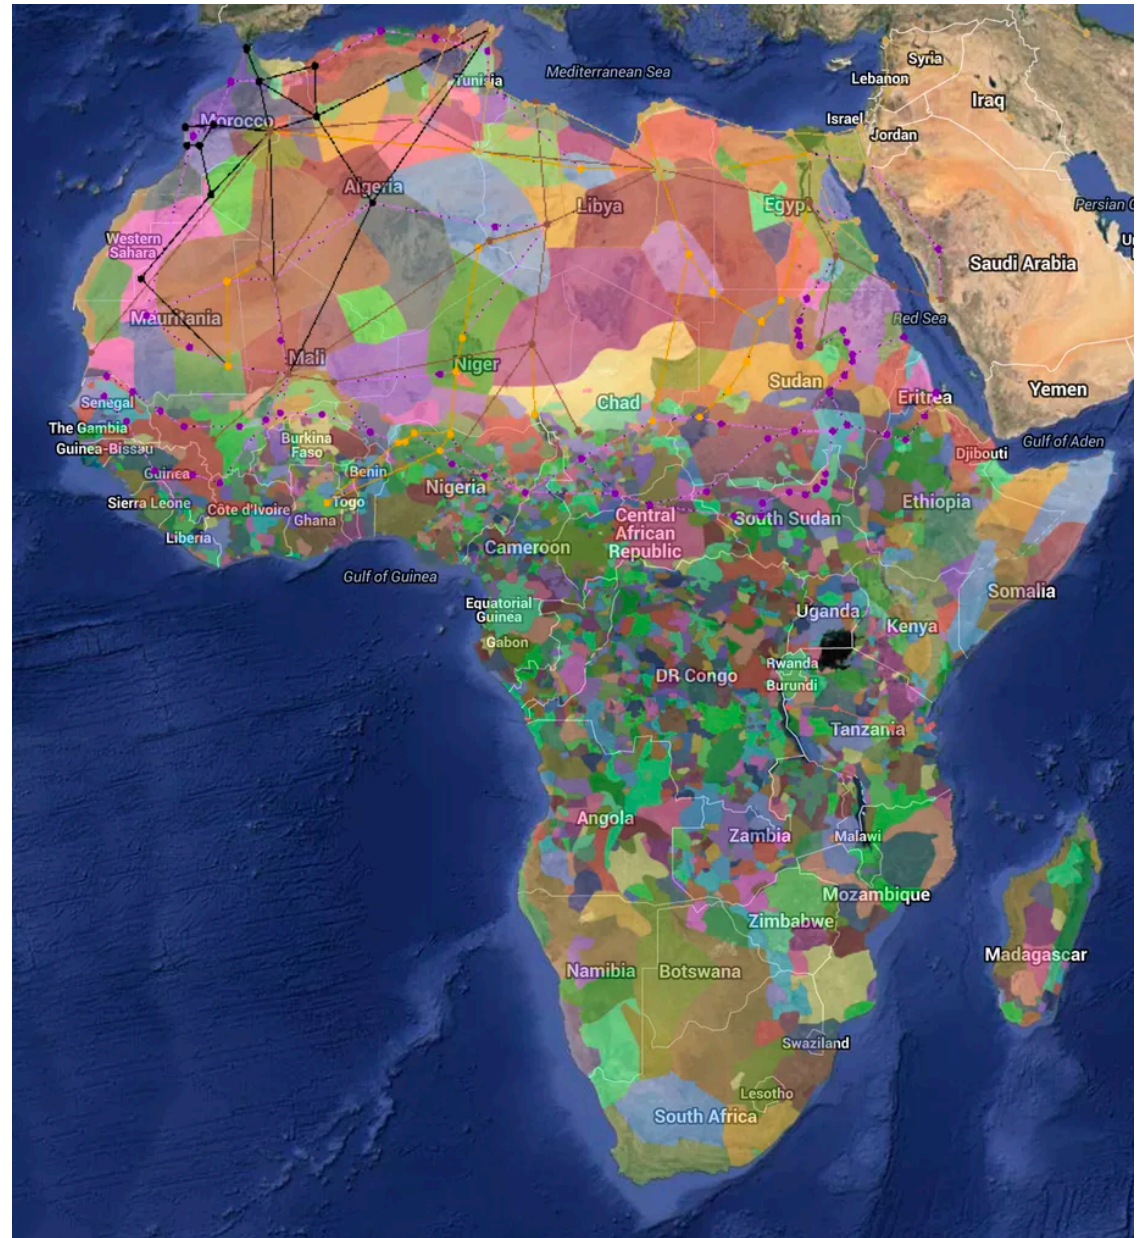 Syria
Mediterranean Sea
Lebanon
Tunisia
Iraq
Israel
Morocco
Jordan
Algeria
Libya
Egypt
Persian G
Western
Sahara
Saudi Arabia
Mauritania
Red Sea
Mali
Niger
Sudan
Yemen
Chad
Eritrea
Senegal
The Gambia
Burkina
Faso
Gulf of Aden
Guinea-Bissau
Djibouti
Guinea
Benin
Nigeria
Sierra Leone
Togo
Ethiopia
Côte d'Ivoire
Ghana
Central
African
Republic
South Sudan
Liberia
Cameroon
Gulf of Guinea
Somalia
Equatorial
Guinea
Uganda
Kenya
Gabon
Rwanda
DR Congo
Burundi
Tanzania
Angola
Zambia
Malawi
Mozambique
Zimbabwe
Madagascar
Namibia
Botswana
Swaziland
Lesotho
South Africa